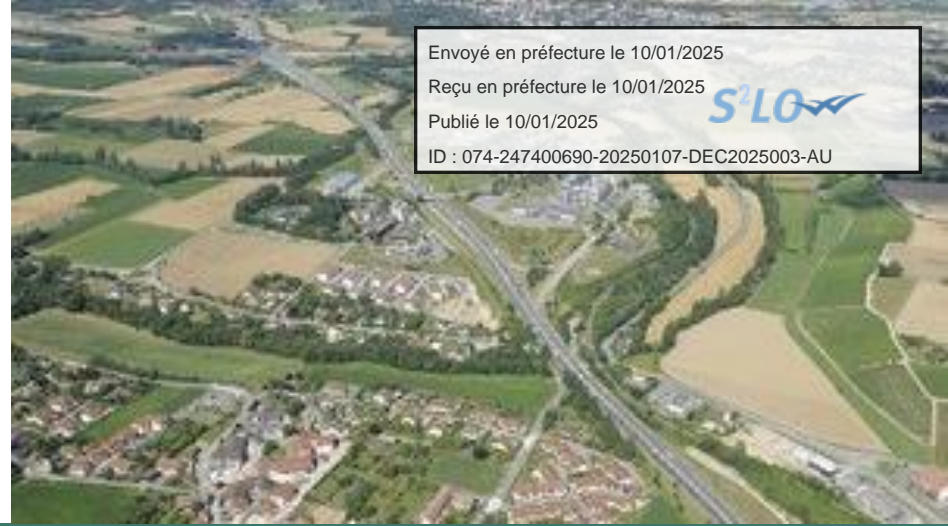 Envoyé en préfecture le 10/01/2025
Reçu en préfecture le 10/01/2025
Publié le 10/01/2025
S²LO
ID : 074-247400690-20250107-DEC2025003-AU